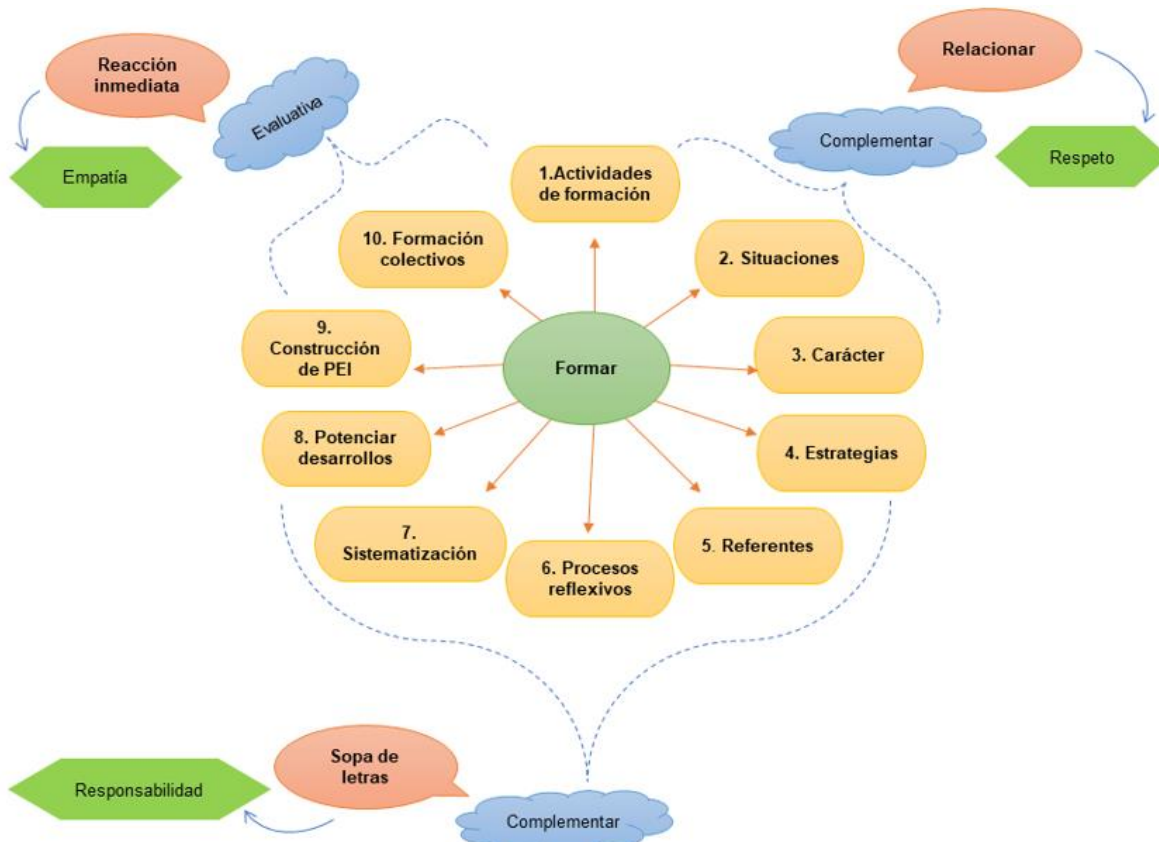 Reacción
inmediata
Evaluativa
Empatía
Relacionar
Complementar
Respeto
1.Actividades
de formación
10. Formación
colectivos
2. Situaciones
9.
Construcción
de PEI
Formar
3. Carácter
8. Potenciar
desarrollos
4. Estrategias
7.
Sistematización
6. Procesos
reflexivos
5. Referentes
Sopa de
letras
Responsabilidad
Complementar